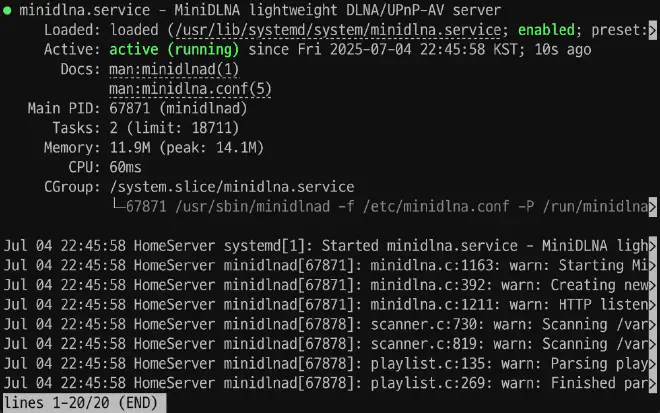 ● minidlna.service - MiniDLNA lightweight DLNA/UPnP-AV server
Loaded: loaded (/usr/lib/systemd/system/minidlna.service; enabled; preset:>
Active: active (running) since Fri 2025-07-04 22:45:58 KST; 10s ago
Docs: man:minidlnad(1)
man:minidlna.conf(5)
Main PID: 67871 (minidlnad)
Tasks: 2 (limit: 18711)
Memory: 11.9M (peak: 14.1M)
CPU: 60ms
CGroup: /system.slice/minidlna.service
└─67871 /usr/sbin/minidlnad -f /etc/minidlna.conf -P /run/minidlna>
Jul 04 22:45:58 HomeServer systemd[1]: Started minidlna.service - MiniDLNA ligh>
Jul 04 22:45:58 HomeServer minidlnad[67871]: minidlna.c:1163: warn: Starting Mi>
Jul 04 22:45:58 HomeServer minidlnad[67871]: minidlna.c:392: warn: Creating new>
Jul 04 22:45:58 HomeServer minidlnad[67871]: minidlna.c:1211: warn: HTTP listen>
Jul 04 22:45:58 HomeServer minidlnad[67878]: scanner.c:730: warn: Scanning /var>
Jul 04 22:45:58 HomeServer minidlnad[67878]: scanner.c:819: warn: Scanning /var>
Jul 04 22:45:58 HomeServer minidlnad[67878]: playlist.c:135: warn: Parsing play>
Jul 04 22:45:58 HomeServer minidlnad[67878]: playlist.c:269: warn: Finished par>
lines 1-20/20 (END)